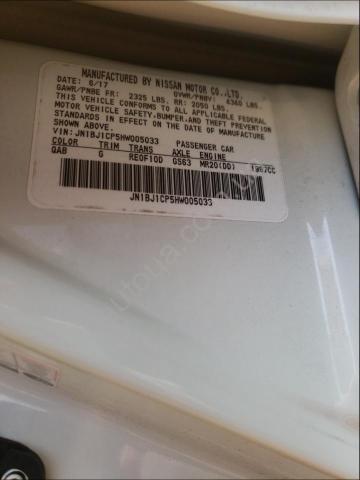 MANUFACTURED BY NISSAN MOTOR CO.,LTD.
DATE: 6/17 GVWR/PNBV: 4360 LBS.
GAWR/PNBE FR: 2325 LBS. RR: 2050 LBS.
THIS VEHICLE CONFORMS TO ALL APPLICABLE FEDERAL
MOTOR VEHICLE SAFETY,BUMPER,AND THEFT PREVENTION
STANDARDS IN EFFECT ON THE DATE OF MANUFACTURE
SHOWN ABOVE.
VIN: JN1BJ1CP5HW005033 PASSENGER CAR
COLOR TRIM TRANS AXLE ENGINE
QAB G RE0F10D GS63 MR20(DD) 1997CC
JN1BJ1CP5HW005033